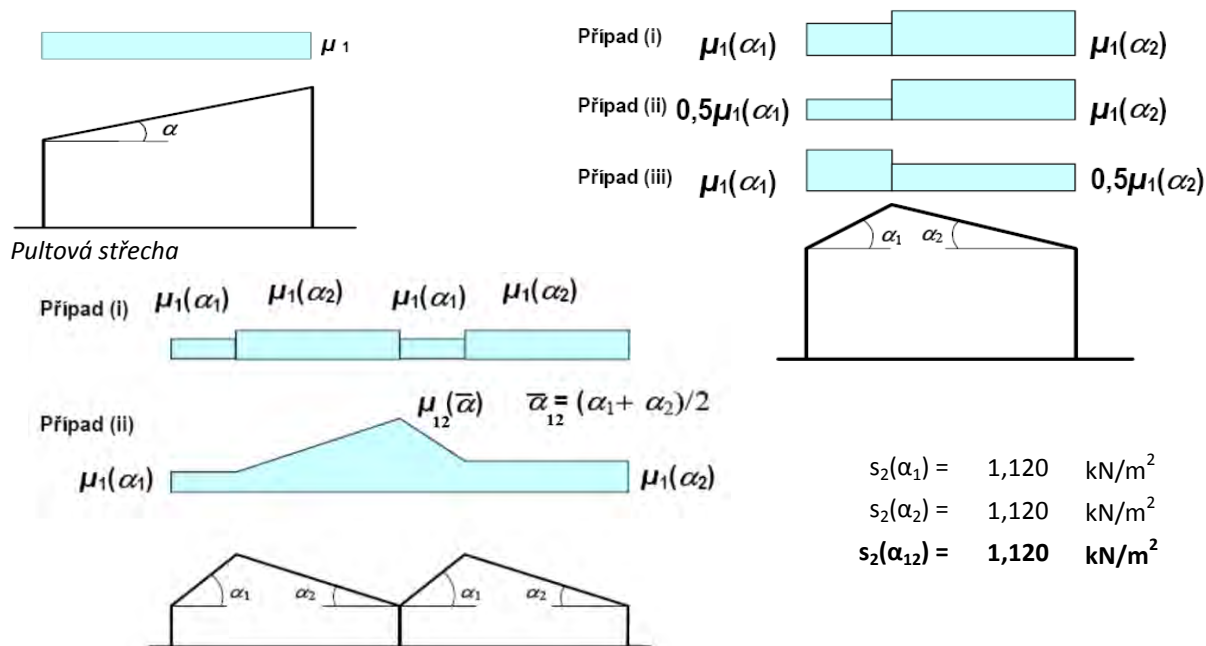 μ 1
α
Pultová střecha
Případ (i) μ1(α1) μ1(α2)
Případ (ii) 0,5μ1(α1) μ1(α2)
Případ (iii) μ1(α1) 0,5μ1(α2)
α1 α2
Případ (i) μ1(α1) μ1(α2) μ1(α1) μ1(α2)
μ12(α̅) α̅12 = (α1+ α2)/2
Případ (ii)
μ1(α1) μ1(α2)
α1 α2 α1 α2
s2(α1) = 1,120 kN/m²
s2(α2) = 1,120 kN/m²
s2(α12) = 1,120 kN/m²